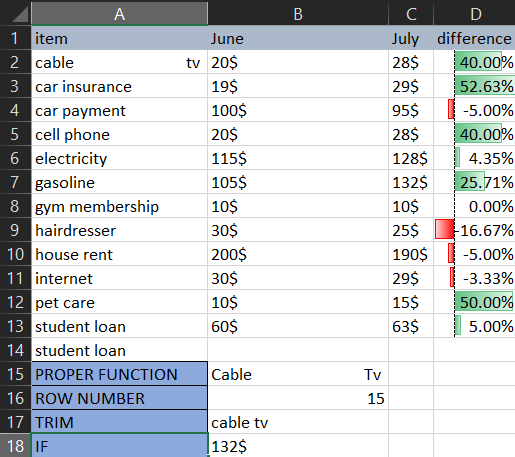 A B C D
1 item June July difference
2 cable tv 20$ 28$ 40.00%
3 car insurance 19$ 29$ 52.63%
4 car payment 100$ 95$ -5.00%
5 cell phone 20$ 28$ 40.00%
6 electricity 115$ 128$ 4.35%
7 gasoline 105$ 132$ 25.71%
8 gym membership 10$ 10$ 0.00%
9 hairdresser 30$ 25$ -16.67%
10 house rent 200$ 190$ -5.00%
11 internet 30$ 29$ -3.33%
12 pet care 10$ 15$ 50.00%
13 student loan 60$ 63$ 5.00%
14 student loan
15 PROPER FUNCTION Cable Tv
16 ROW NUMBER 15
17 TRIM cable tv
18 IF 132$